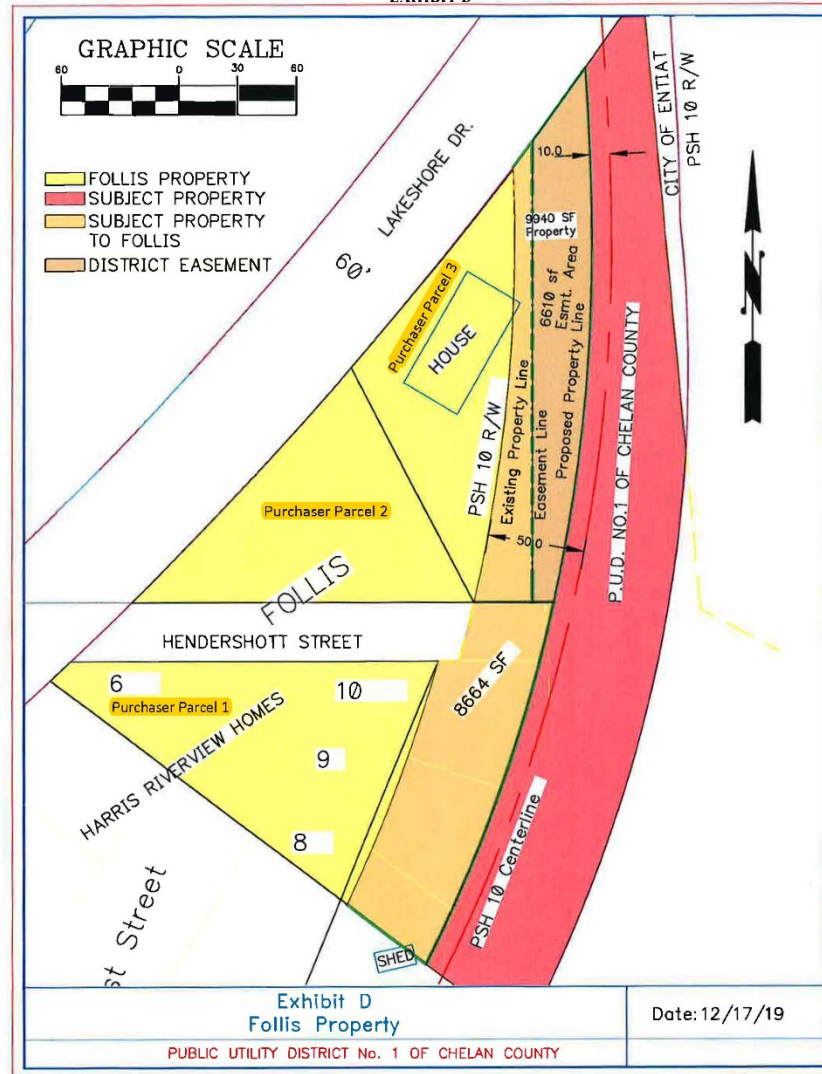 EXHIBIT D
GRAPHIC SCALE
60 0 30 60
FOLLIS PROPERTY
SUBJECT PROPERTY
SUBJECT PROPERTY
TO FOLLIS
DISTRICT EASEMENT
60' LAKESHORE DR.
CITY OF ENTIAT
PSH 10 R/W
10.0
9940 SF
Property
6610 sf
Esmt. Area
Purchaser Parcel 3
HOUSE
N
PSH 10 R/W
Existing Property Line
Easement Line
Proposed Property Line
P.U.D. NO.1 OF CHELAN COUNTY
50.0
Purchaser Parcel 2
FOLLIS
HENDERSHOTT STREET
8664 SF
6
10
Purchaser Parcel 1
HARRIS RIVERVIEW HOMES
9
8
PSH 10 Centerline
st Street
SHED
Exhibit D
Follis Property
Date: 12/17/19
PUBLIC UTILITY DISTRICT No. 1 OF CHELAN COUNTY